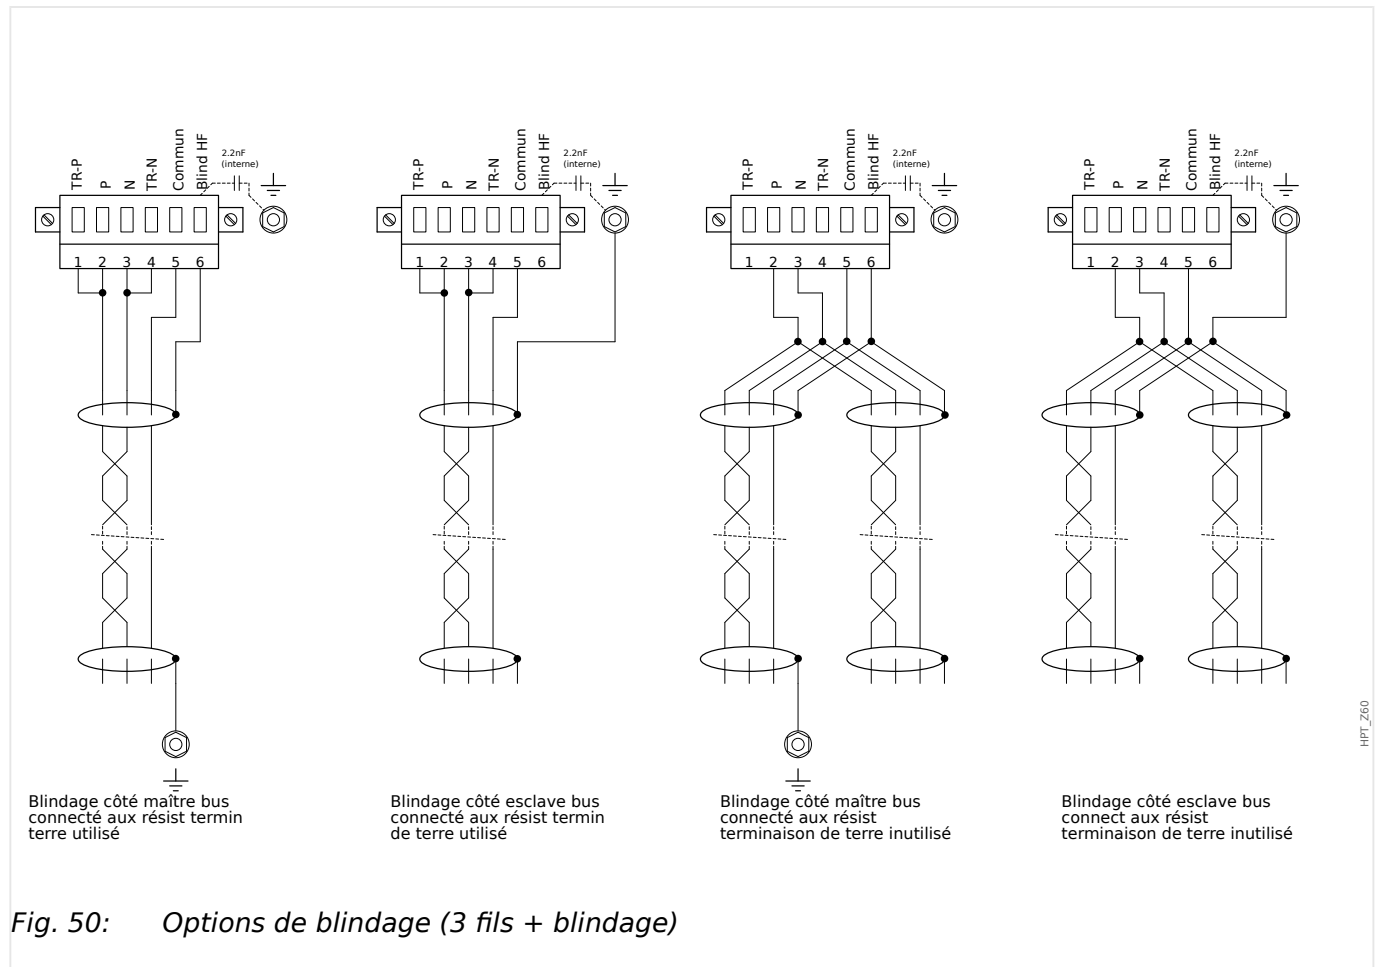 TR-P
P
N
TR-N
Commun
Blind HF
2.2nF
(interne)
1 2 3 4 5 6
TR-P
P
N
TR-N
Commun
Blind HF
2.2nF
(interne)
1 2 3 4 5 6
TR-P
P
N
TR-N
Commun
Blind HF
2.2nF
(interne)
1 2 3 4 5 6
TR-P
P
N
TR-N
Commun
Blind HF
2.2nF
(interne)
1 2 3 4 5 6
HPT_Z60
Blindage côté maître bus
connecté aux résist termin
terre utilisé
Blindage côté esclave bus
connecté aux résist termin
de terre utilisé
Blindage côté maître bus
connecté aux résist
terminaison de terre inutilisé
Blindage côté esclave bus
connect aux résist
terminaison de terre inutilisé
Fig. 50: Options de blindage (3 fils + blindage)